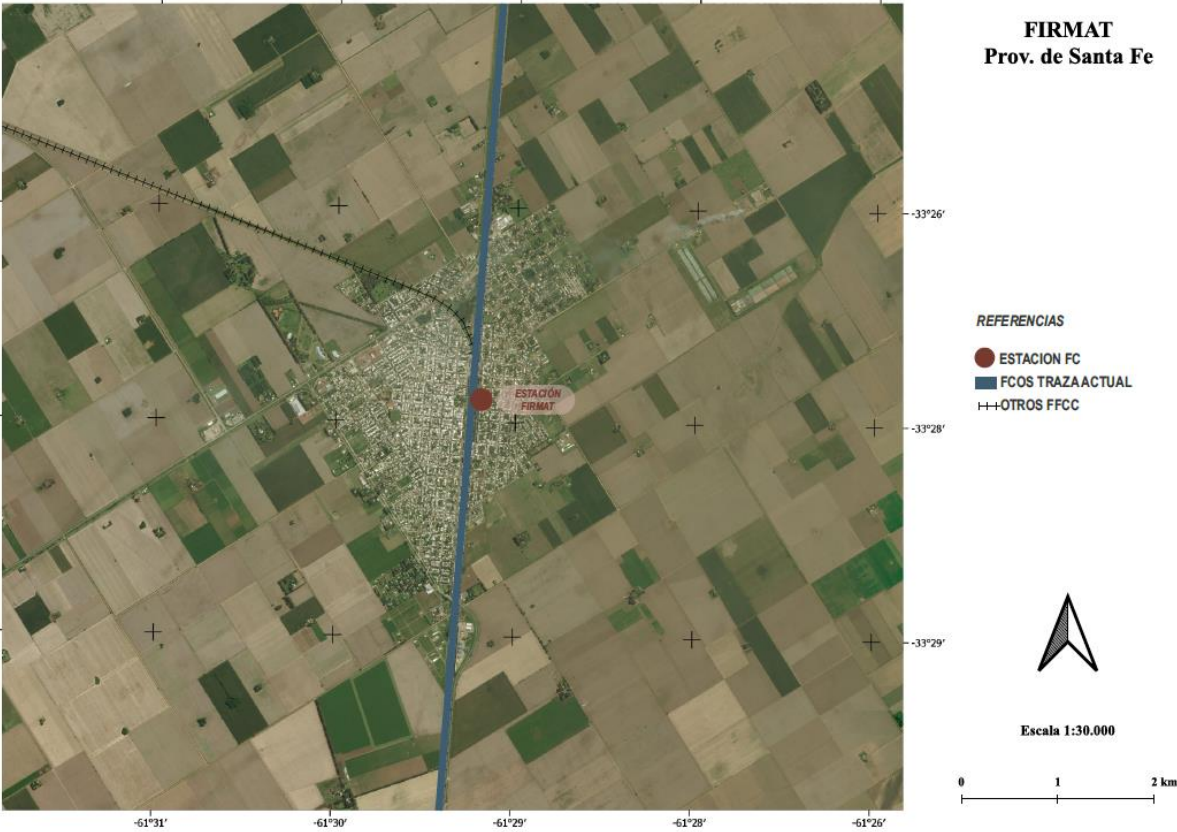 FIRMAT
Prov. de Santa Fe
-33°26'
REFERENCIAS
ESTACION FC
FCOS TRAZA ACTUAL
OTROS FFCC
ESTACIÓN
FIRMAT
-33°28'
-33°29'
Escala 1:30.000
0 1 2 km
-61°31' -61°30' -61°29' -61°28' -61°26'